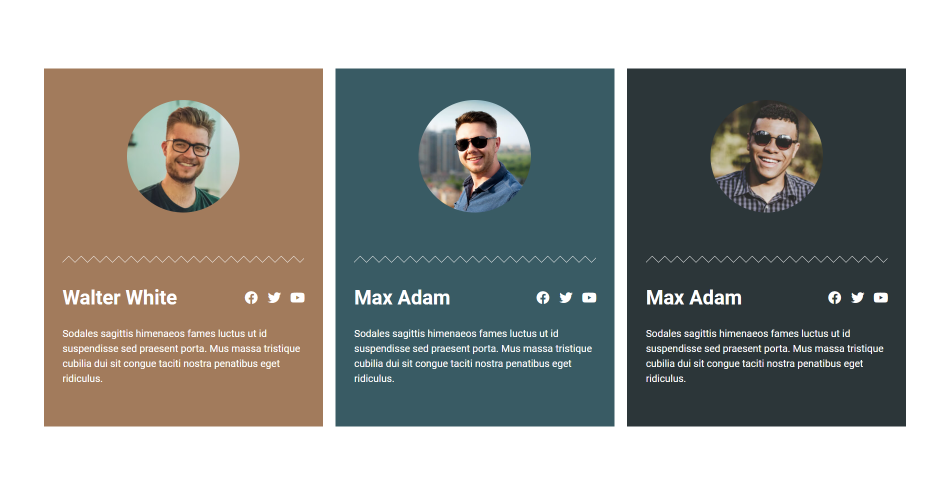 Walter White
Sodales sagittis himenaeos fames luctus ut id
suspendisse sed praesent porta. Mus massa tristique
cubilia dui sit congue taciti nostra penatibus eget
ridiculus.
Max Adam
Sodales sagittis himenaeos fames luctus ut id
suspendisse sed praesent porta. Mus massa tristique
cubilia dui sit congue taciti nostra penatibus eget
ridiculus.
Max Adam
Sodales sagittis himenaeos fames luctus ut id
suspendisse sed praesent porta. Mus massa tristique
cubilia dui sit congue taciti nostra penatibus eget
ridiculus.